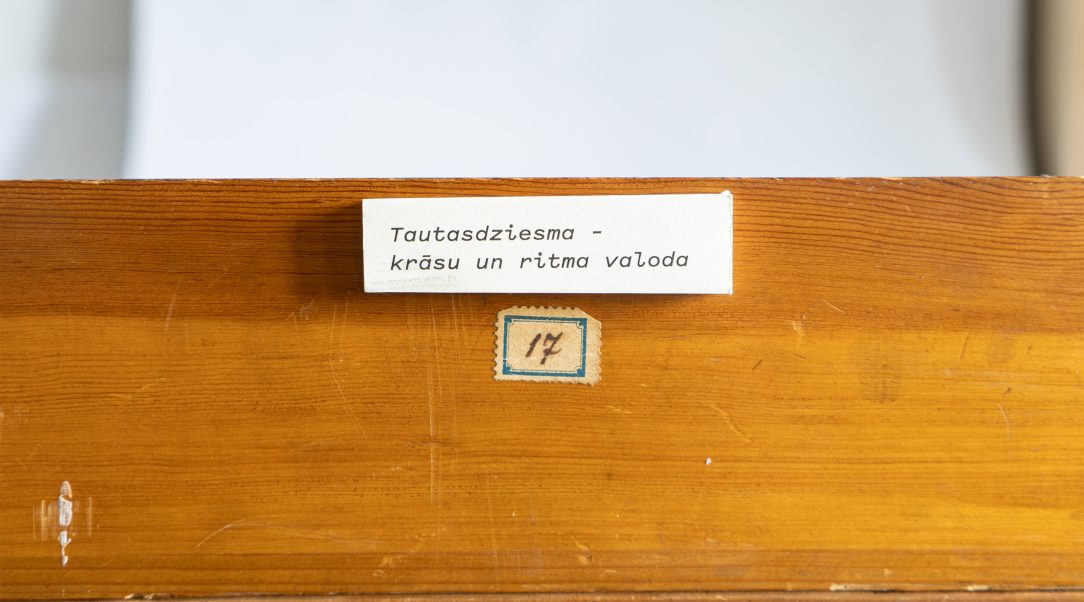 Tautasdziesma -
krāsu un ritma valoda
17